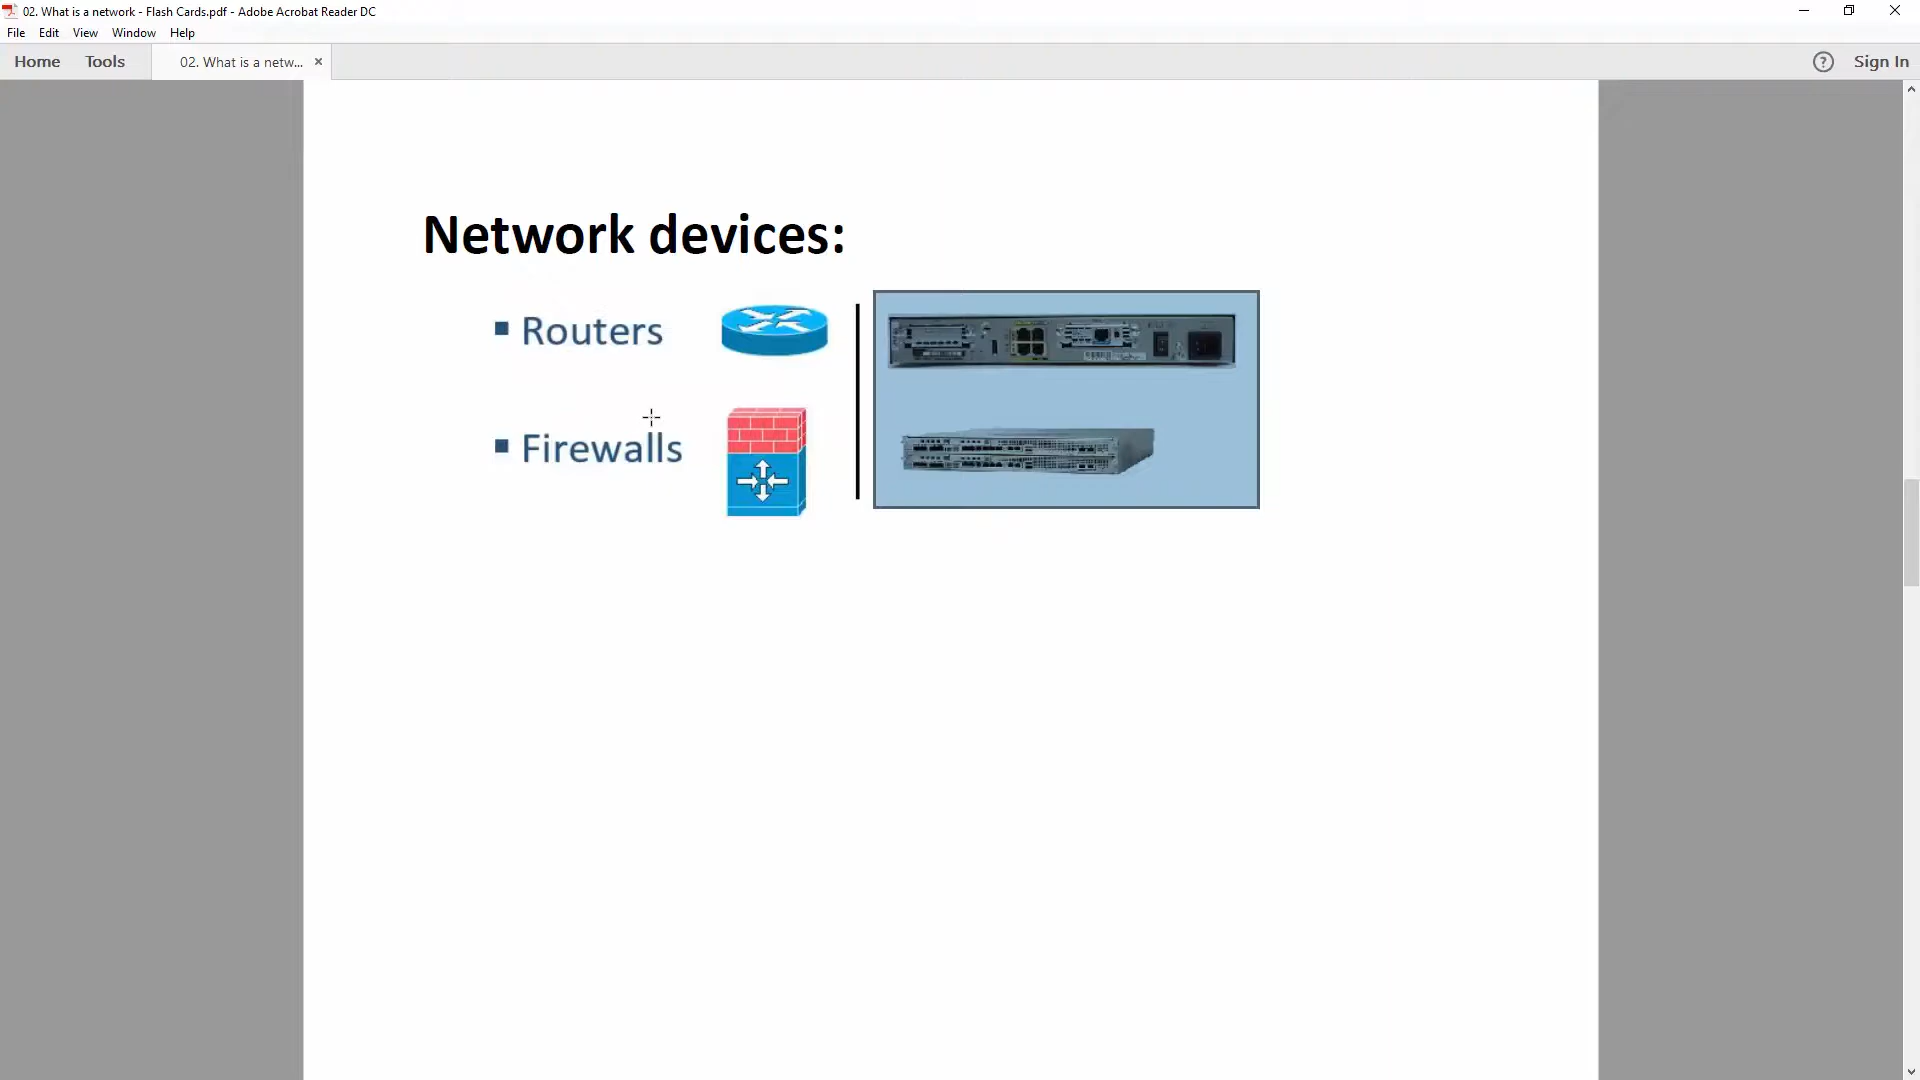 02. What is a network - Flash Cards.pdf - Adobe Acrobat Reader DC
File Edit View Window Help
Home Tools 02. What is a netw... × ? Sign In
Network devices:
▪ Routers
▪ Firewalls